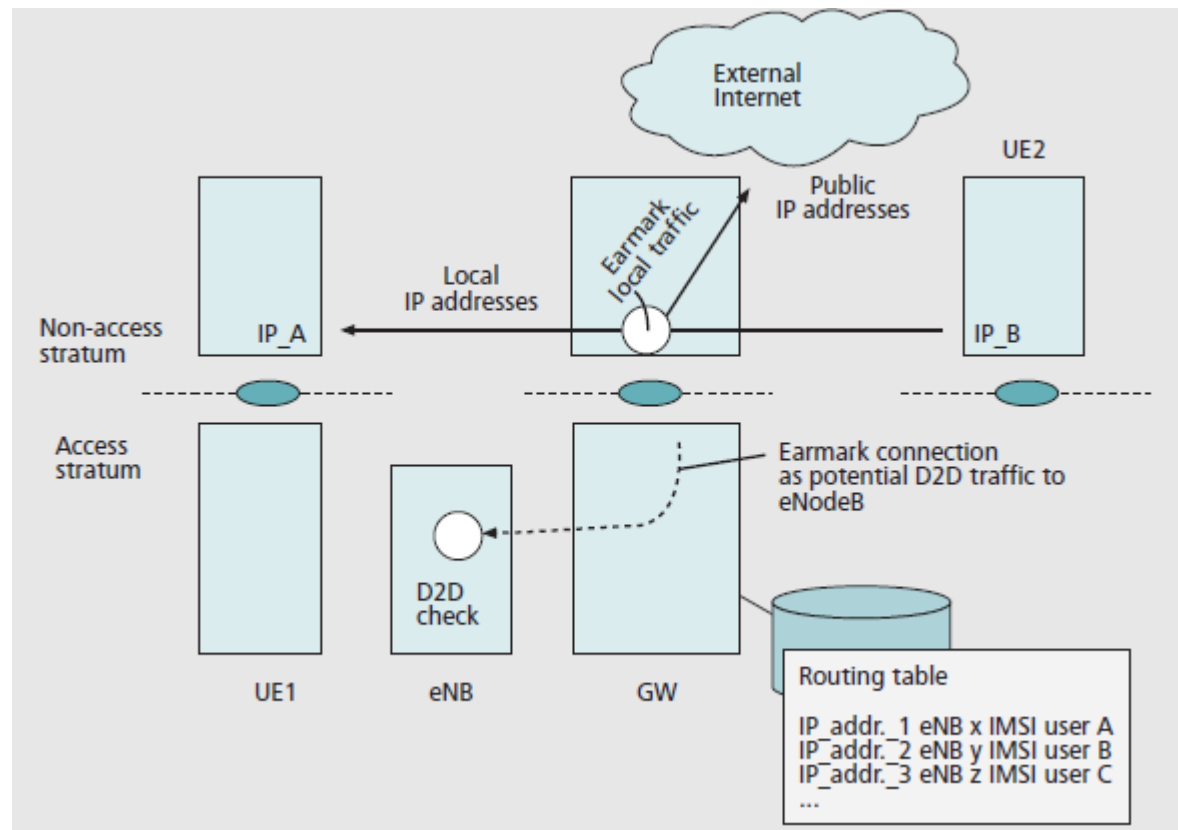 External
Internet
UE2
Public
IP addresses
Earmark
local traffic
Local
IP addresses
Non-access
stratum
IP_A
IP_B
Access
stratum
Earmark connection
as potential D2D traffic to
eNodeB
D2D
check
UE1
eNB
GW
Routing table
IP_addr._1 eNB x IMSI user A
IP_addr._2 eNB y IMSI user B
IP_addr._3 eNB z IMSI user C
...